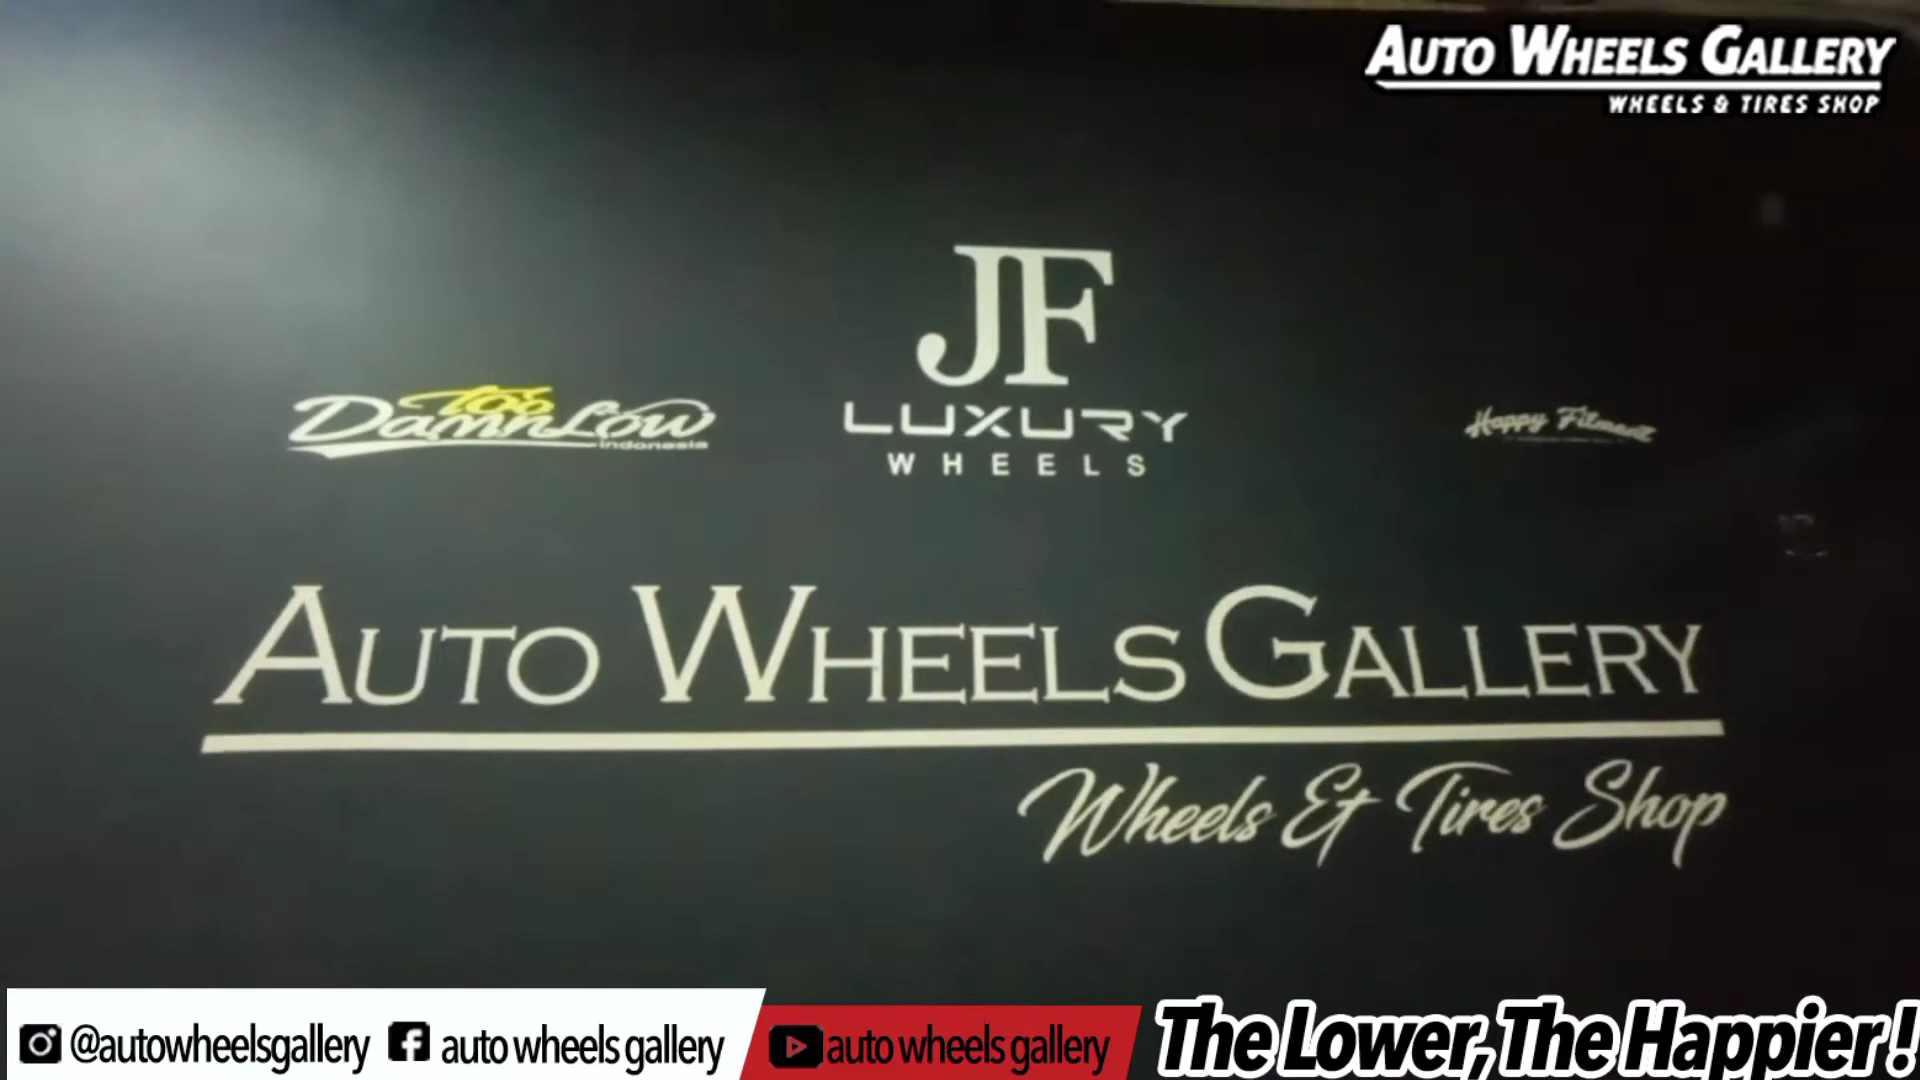 AUTO WHEELS GALLERY
WHEELS & TIRES SHOP
JF
Too
DamnLow
indonesia
LUXURY
WHEELS
Happy Fitment
AUTO WHEELS GALLERY
Wheels & Tires Shop
@autowheelsgallery auto wheels gallery auto wheels gallery The Lower, The Happier !